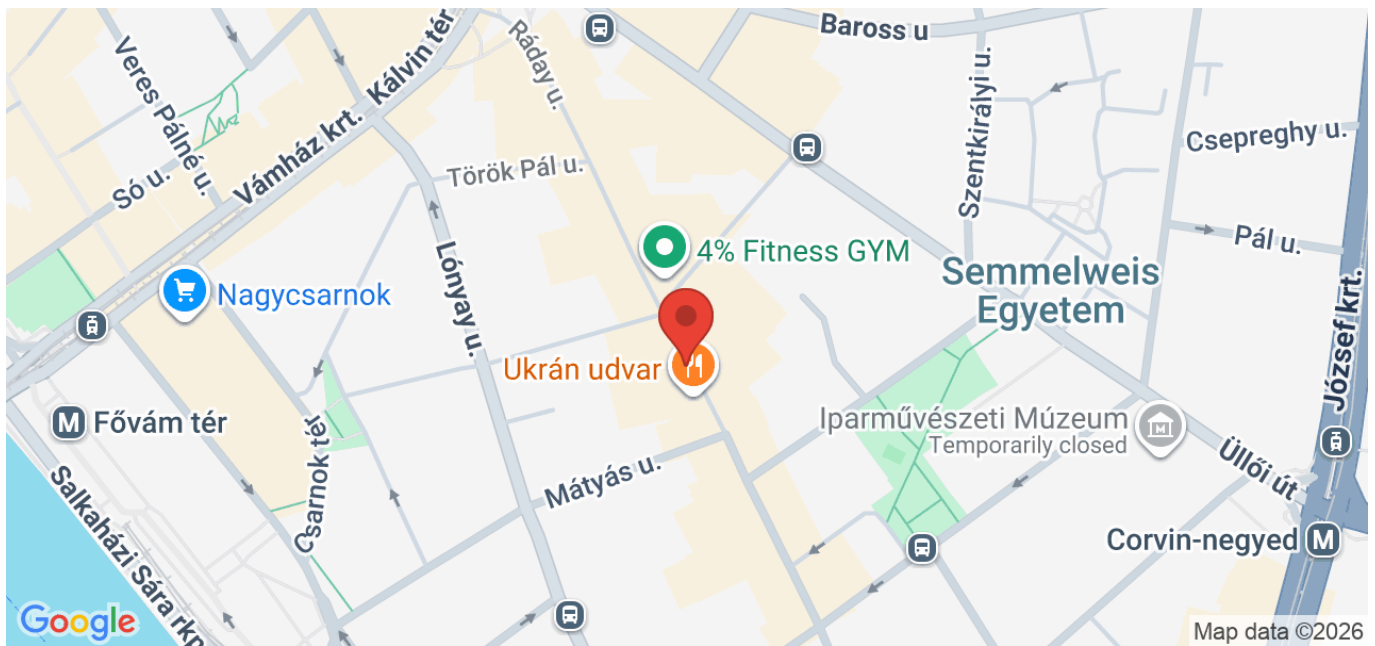 Baross u
Ráday u.
Veres Pálné u.
Kálvin tér
Vámház krt.
Szentkirályi u.
Csepreghy u.
Török Pál u.
Só u.
Pál u.
4% Fitness GYM
Lónyay u.
Semmelweis
Egyetem
Nagycsarnok
József krt.
Ukrán udvar
M Fővám tér
Iparművészeti Múzeum
Temporarily closed
Csarnok tér
Mátyás u.
Üllői út
Salkaházi Sára rkp
Corvin-negyed M
Google
Map data ©2026